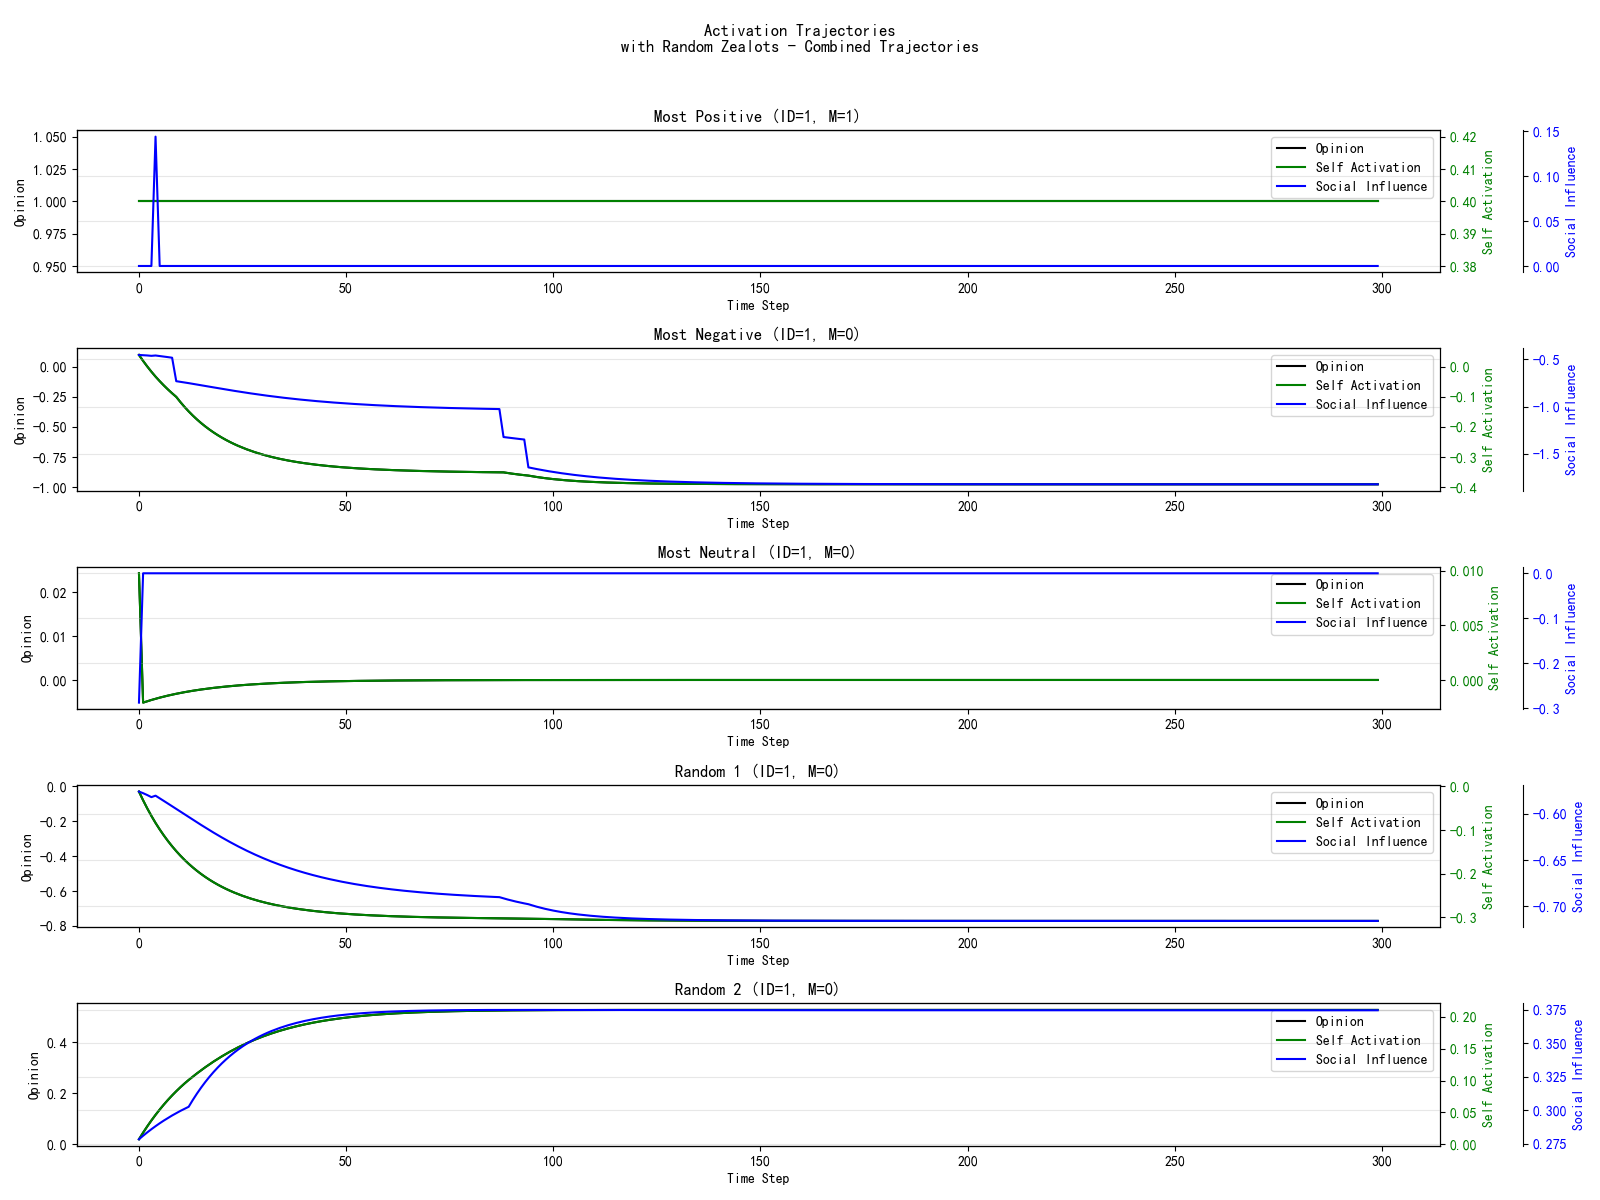 Activation Trajectories
with Random Zealots - Combined Trajectories
Most Positive (ID=1, M=1)
Opinion
1.050
1.025
1.000
0.975
0.950
0 50 100 150 200 250 300
Time Step
Opinion
Self Activation
Social Influence
0.42
0.41
0.40
0.39
0.38
Self Activation
0.15
0.10
0.05
0.00
Social Influence
Most Negative (ID=1, M=0)
Opinion
0.00
-0.25
-0.50
-0.75
-1.00
0 50 100 150 200 250 300
Time Step
Opinion
Self Activation
Social Influence
0.0
-0.1
-0.2
-0.3
-0.4
Self Activation
-0.5
-1.0
-1.5
Social Influence
Most Neutral (ID=1, M=0)
Opinion
0.02
0.01
0.00
0 50 100 150 200 250 300
Time Step
Opinion
Self Activation
Social Influence
0.010
0.005
0.000
Self Activation
0.0
-0.1
-0.2
-0.3
Social Influence
Random 1 (ID=1, M=0)
Opinion
0.0
-0.2
-0.4
-0.6
-0.8
0 50 100 150 200 250 300
Time Step
Opinion
Self Activation
Social Influence
0.0
-0.1
-0.2
-0.3
Self Activation
-0.60
-0.65
-0.70
Social Influence
Random 2 (ID=1, M=0)
Opinion
0.4
0.2
0.0
0 50 100 150 200 250 300
Time Step
Opinion
Self Activation
Social Influence
0.20
0.15
0.10
0.05
0.00
Self Activation
0.375
0.350
0.325
0.300
0.275
Social Influence